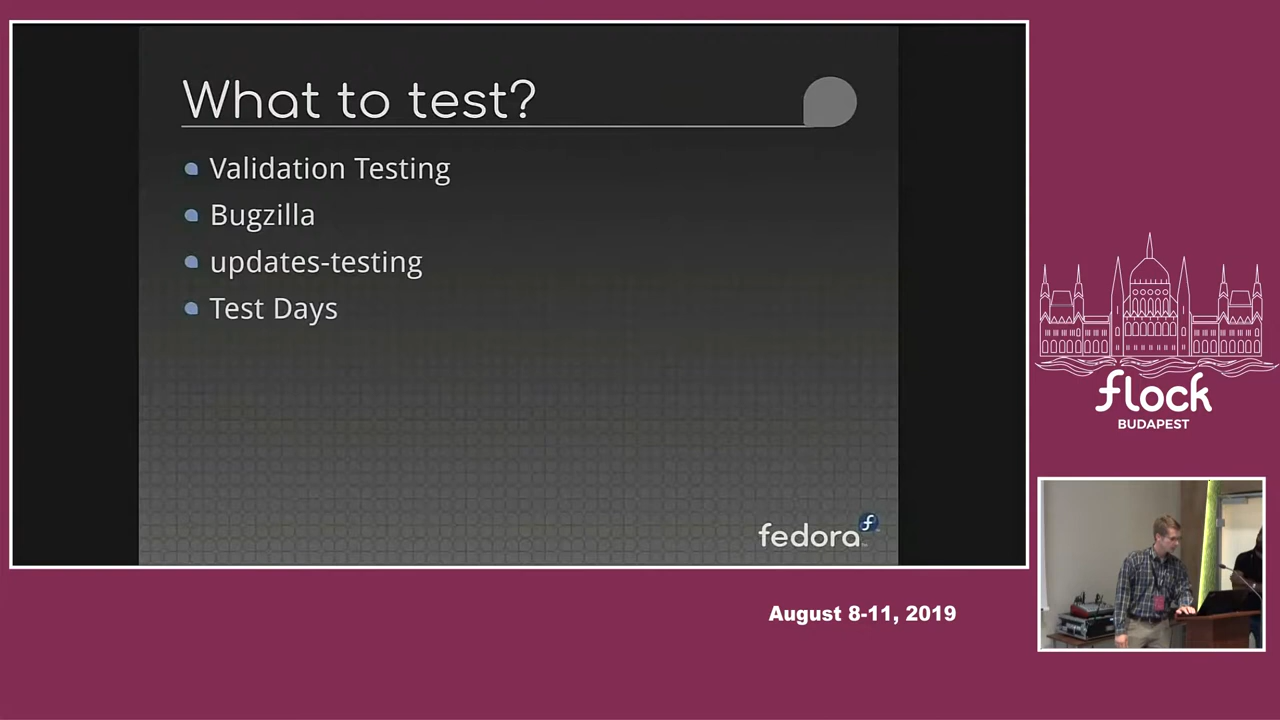 What to test?
Validation Testing
Bugzilla
updates-testing
Test Days
fedora
flock
BUDAPEST
August 8-11, 2019